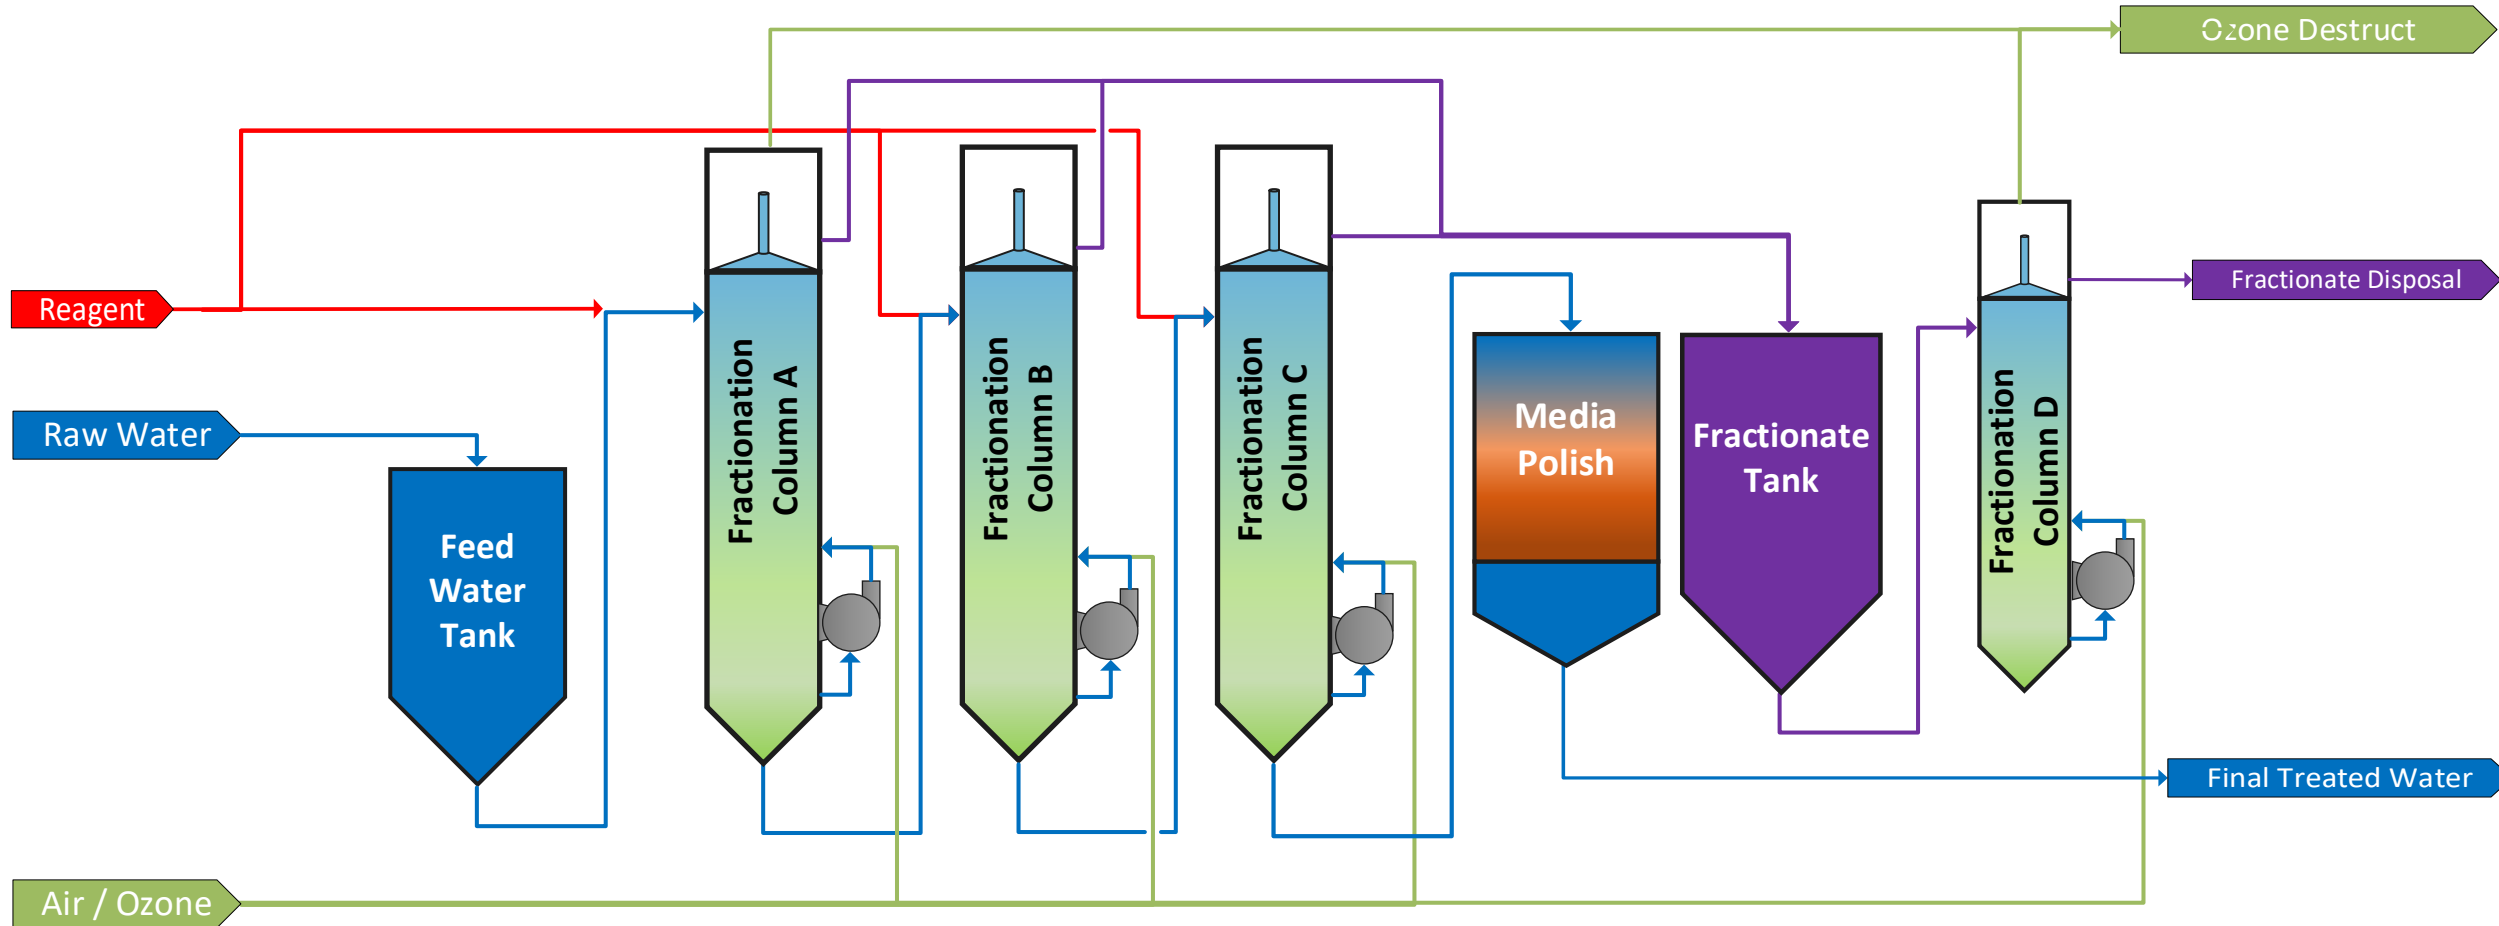 Ozone Destruct
Reagent
Raw Water
Feed
Water
Tank
Air / Ozone
Fractionation
Column A
Fractionation
Column B
Fractionation
Column C
Media
Polish
Fractionate
Tank
Fractionation
Column D
Fractionate Disposal
Final Treated Water